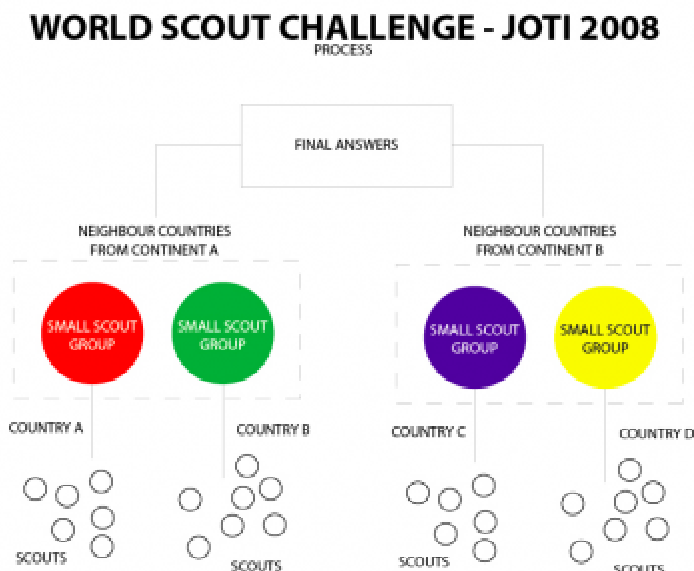 WORLD SCOUT CHALLENGE - JOTI 2008
PROCESS
FINAL ANSWERS
NEIGHBOUR COUNTRIES
FROM CONTINENT A
NEIGHBOUR COUNTRIES
FROM CONTINENT B
SMALL SCOUT
GROUP
SMALL SCOUT
GROUP
SMALL SCOUT
GROUP
SMALL SCOUT
GROUP
COUNTRY A
COUNTRY B
COUNTRY C
COUNTRY D
SCOUTS
SCOUTS
SCOUTS
SCOUTS